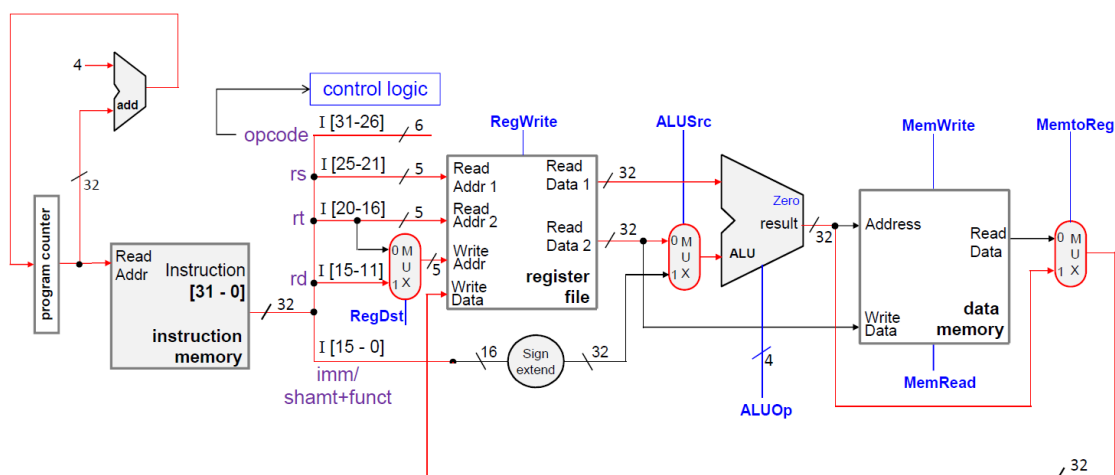 4
add
32
program counter
Read
Addr
Instruction
[31 - 0]
instruction
memory
32
control logic
opcode
I [31-26]
6
rs
I [25-21]
5
rt
I [20-16]
5
rd
I [15-11]
0
1
M
U
X
5
RegDst
I [15 - 0]
imm/
shamt+funct
16
Sign
extend
32
RegWrite
Read
Addr 1
Read
Addr 2
Write
Addr
Write
Data
Read
Data 1
Read
Data 2
register
file
32
32
ALUSrc
0
1
M
U
X
Zero
result
ALU
32
4
ALUOp
MemWrite
Address
Read
Data
Write
Data
data
memory
MemRead
MemtoReg
0
1
M
U
X
32